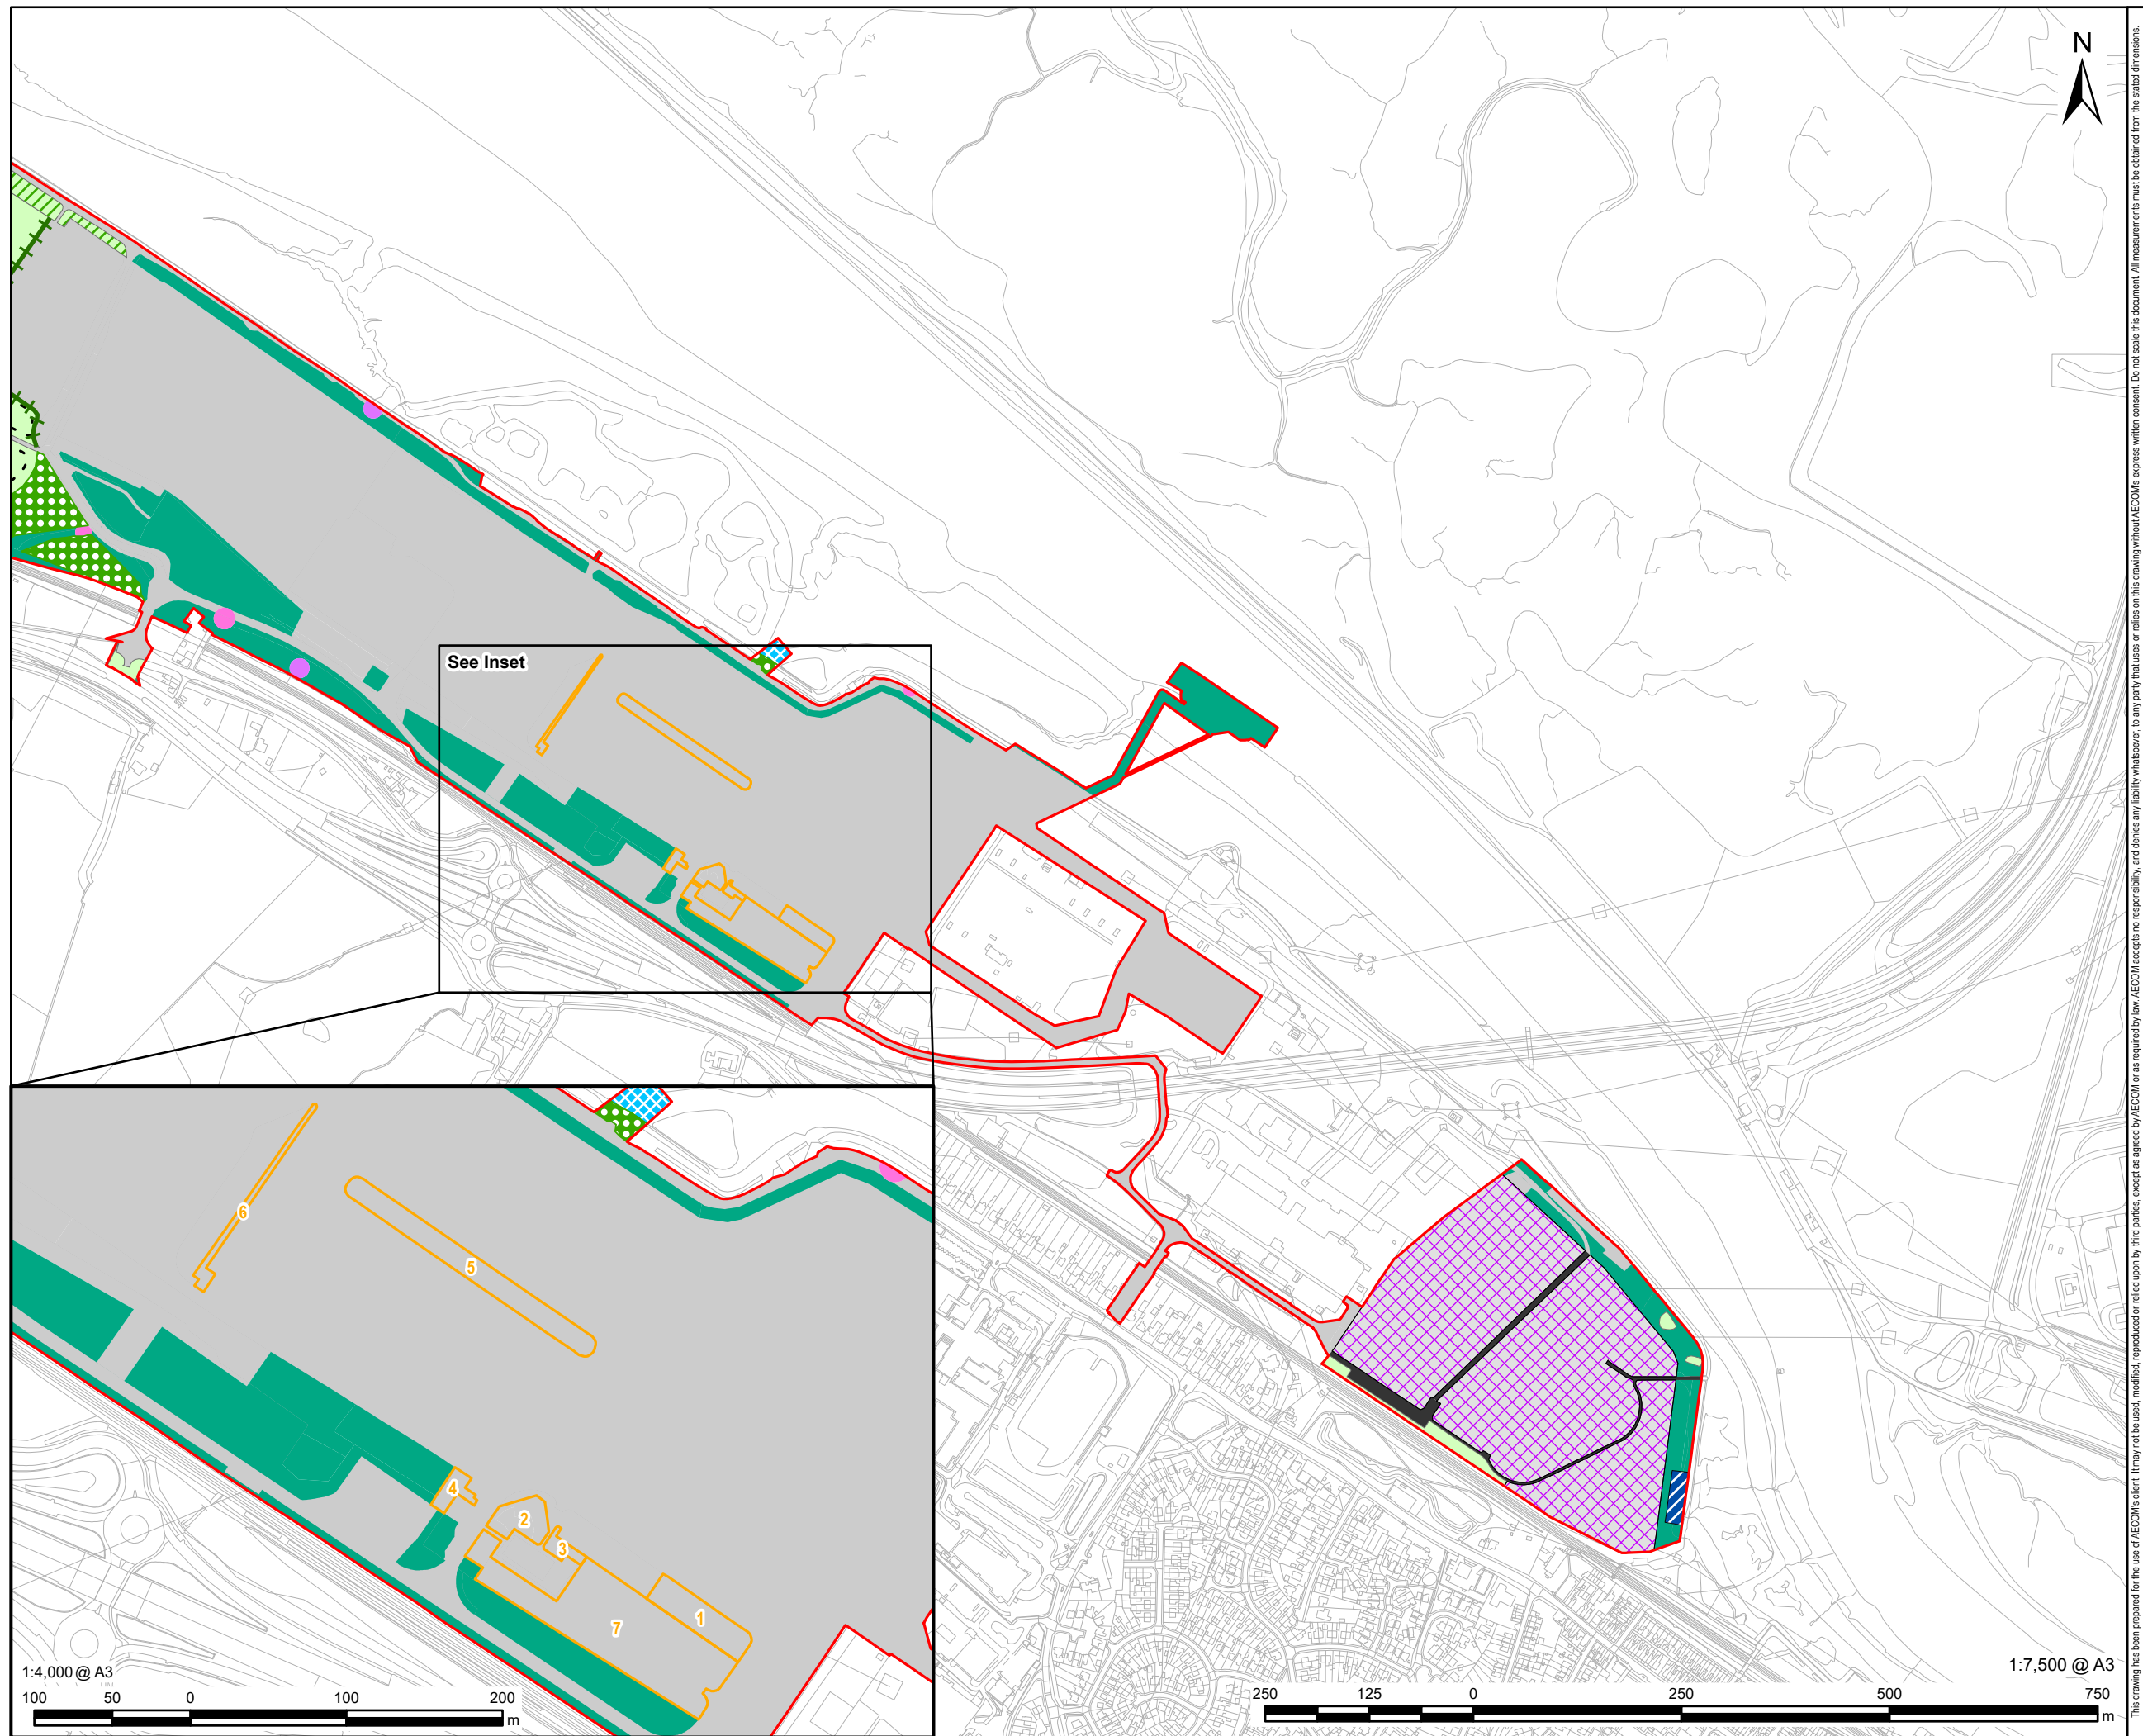 N
See Inset
6
5
4
2
3
1
7
1:4,000 @ A3
100 50 0 100 200
m
1:7,500 @ A3
250 125 0 250 500 750
m
This drawing has been prepared for the use of AECOM's client. It may not be used, modified, reproduced or relied upon by third parties, except as agreed by AECOM or as required by law. AECOM accepts no responsibility, and denies any liability whatsoever, to any party that uses or relies on this drawing without AECOM's express written consent. Do not scale this document. All measurements must be obtained from the stated dimensions.